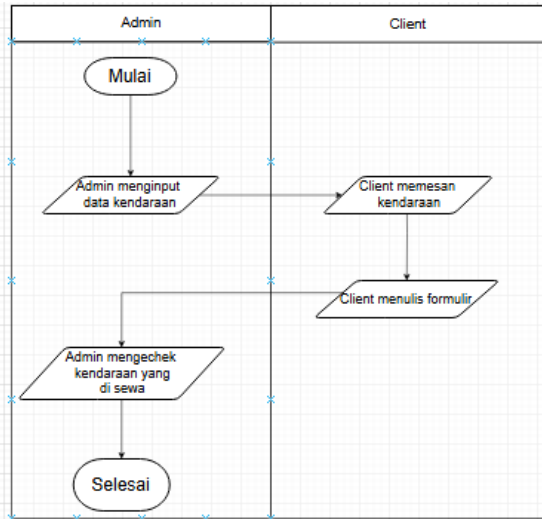 Admin
Client
Mulai
Admin menginput
data kendaraan
Client memesan
kendaraan
Client menulis formulir
Admin mengechek
kendaraan yang
di sewa
Selesai